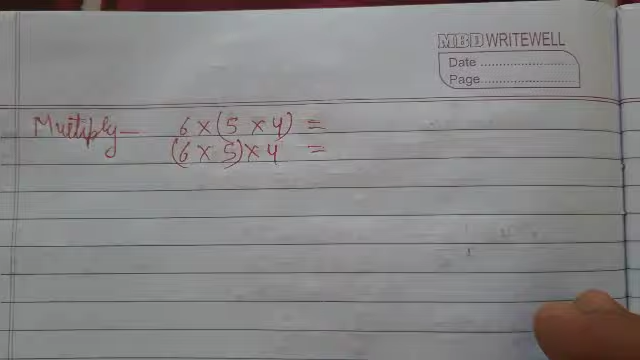 MBD WRITEWELL
Date ........................
Page ........................
Multiply— 6 × (5 × 4) =
(6 × 5) × 4 =